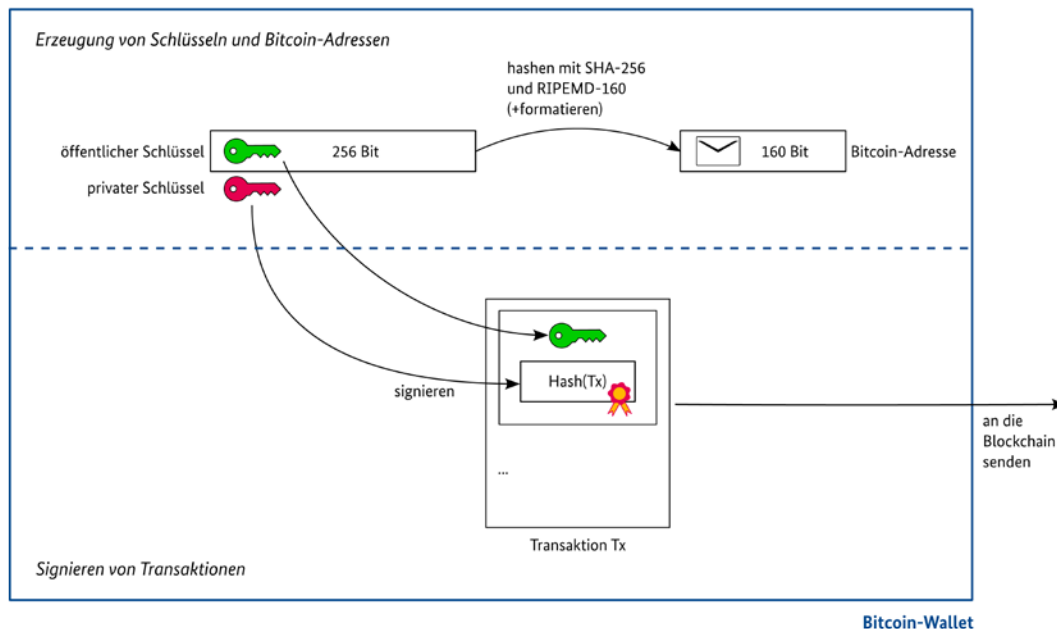 Erzeugung von Schlüsseln und Bitcoin-Adressen
hashen mit SHA-256
und RIPEMD-160
(+formatieren)
öffentlicher Schlüssel
256 Bit
160 Bit
Bitcoin-Adresse
privater Schlüssel
signieren
Hash(Tx)
...
an die
Blockchain
senden
Transaktion Tx
Signieren von Transaktionen
Bitcoin-Wallet